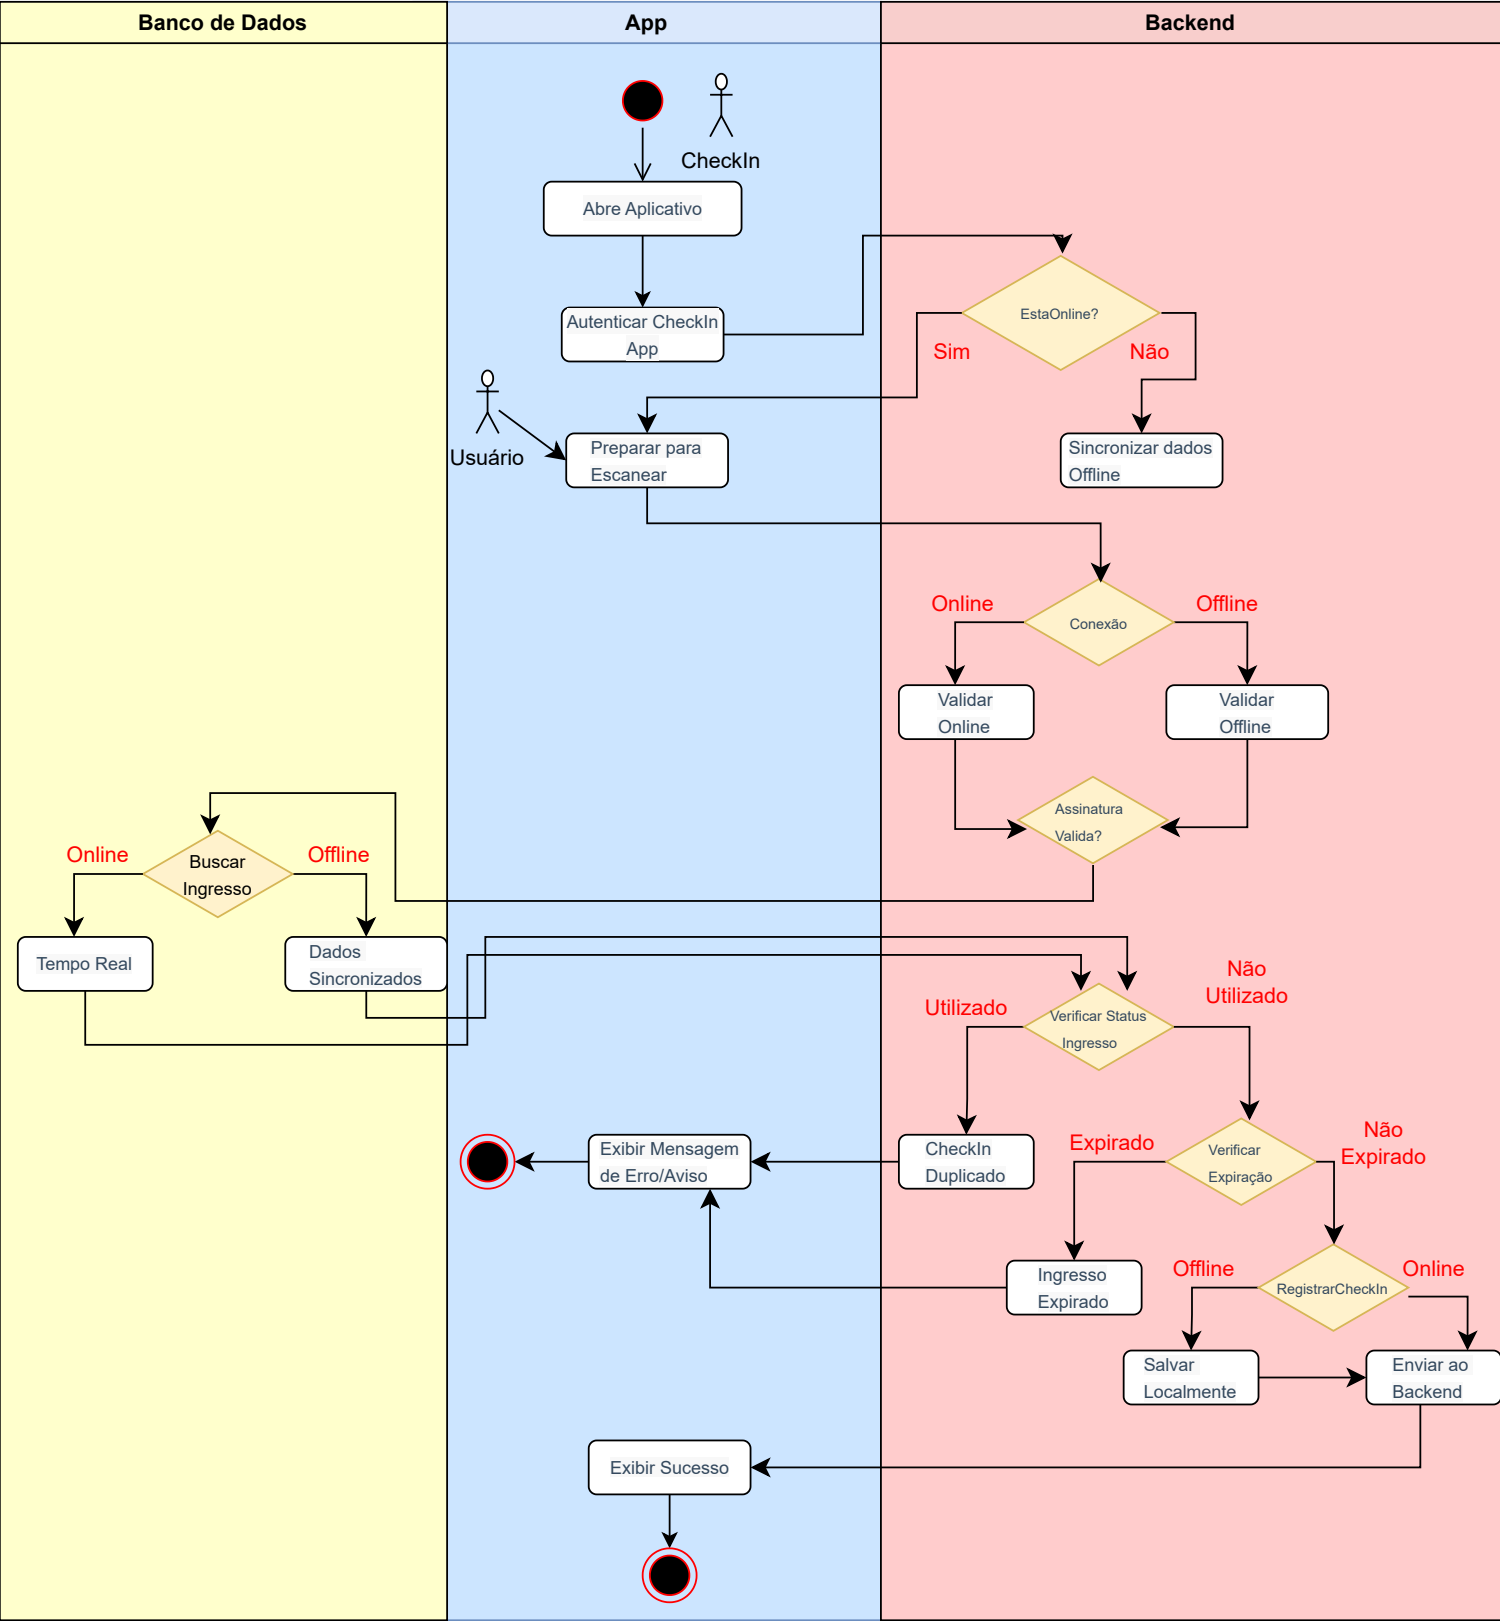 Banco de Dados
App
Backend
CheckIn
Abre Aplicativo
Autenticar CheckIn
App
EstaOnline?
Sim
Não
Usuário
Preparar para
Escanear
Sincronizar dados
Offline
Online
Offline
Conexão
Validar
Online
Validar
Offline
Assinatura
Valida?
Online
Offline
Buscar
Ingresso
Tempo Real
Dados
Sincronizados
Utilizado
Não
Utilizado
Verificar Status
Ingresso
Exibir Mensagem
de Erro/Aviso
CheckIn
Duplicado
Expirado
Verificar
Expiração
Não
Expirado
Ingresso
Expirado
Offline
Online
RegistrarCheckIn
Salvar
Localmente
Enviar ao
Backend
Exibir Sucesso